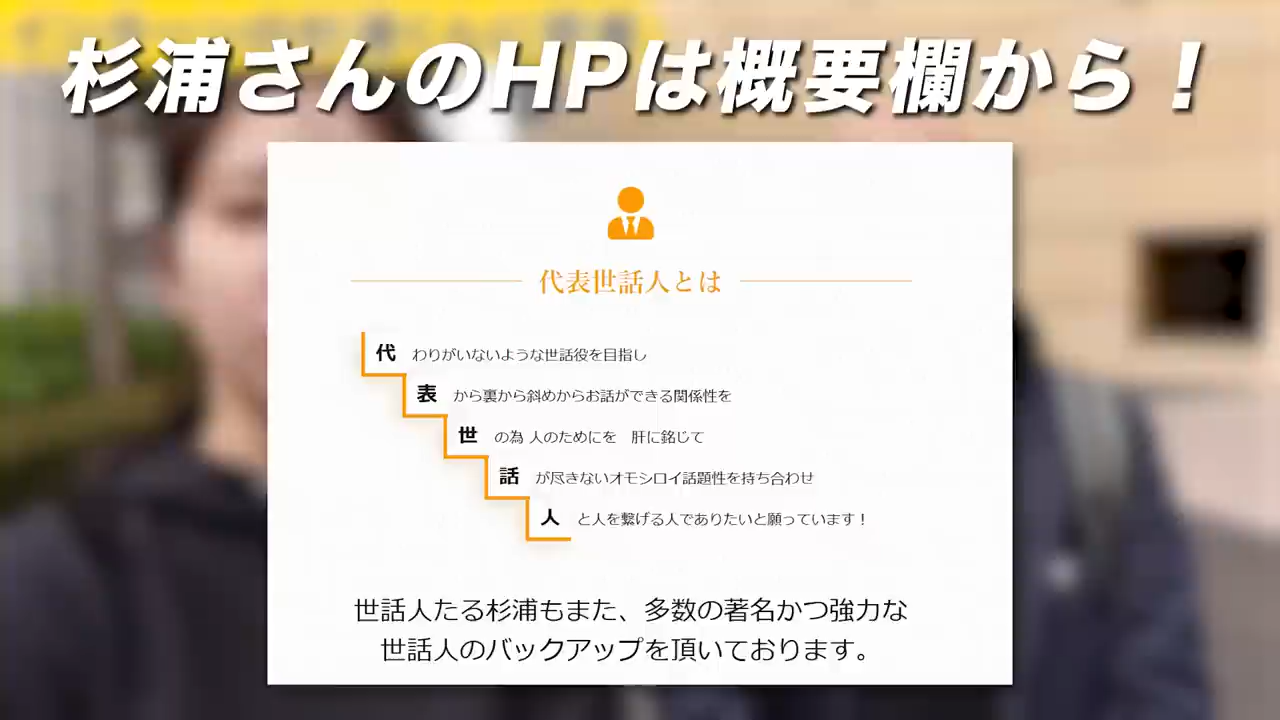 杉浦さんのHPは概要欄から！
代表世話人とは
代 わりがいないような世話役を目指し
表 から裏から斜めからお話ができる関係性を
世 の為 人のためにを　肝に銘じて
話 が尽きないオモシロイ話題性を持ち合わせ
人 と人を繋げる人でありたいと願っています！
世話人たる杉浦もまた、多数の著名かつ強力な
世話人のバックアップを頂いております。